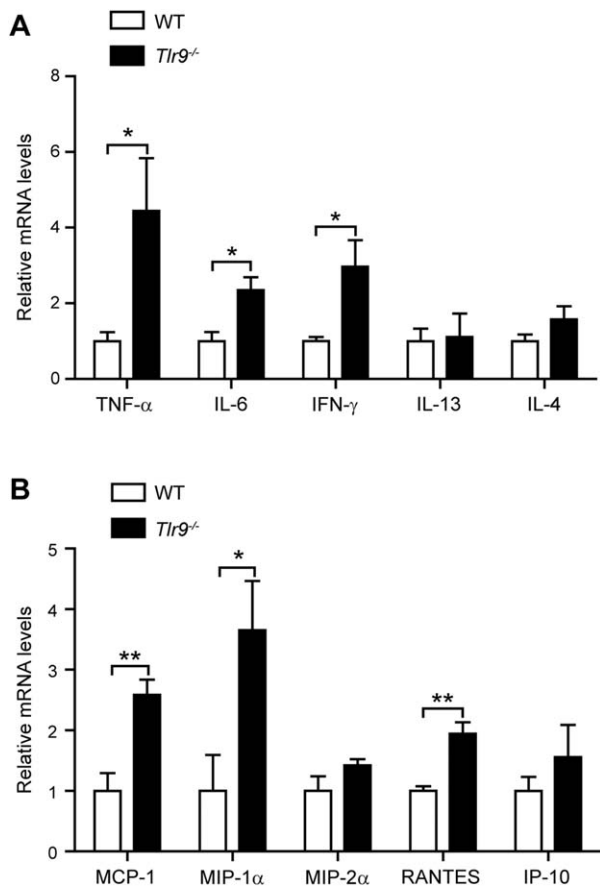 A
WT
Tlr9-/-
Relative mRNA levels
8
6
4
2
0
*
*
*
TNF-α IL-6 IFN-γ IL-13 IL-4
B
WT
Tlr9-/-
Relative mRNA levels
5
4
3
2
1
0
**
*
**
MCP-1 MIP-1α MIP-2α RANTES IP-10